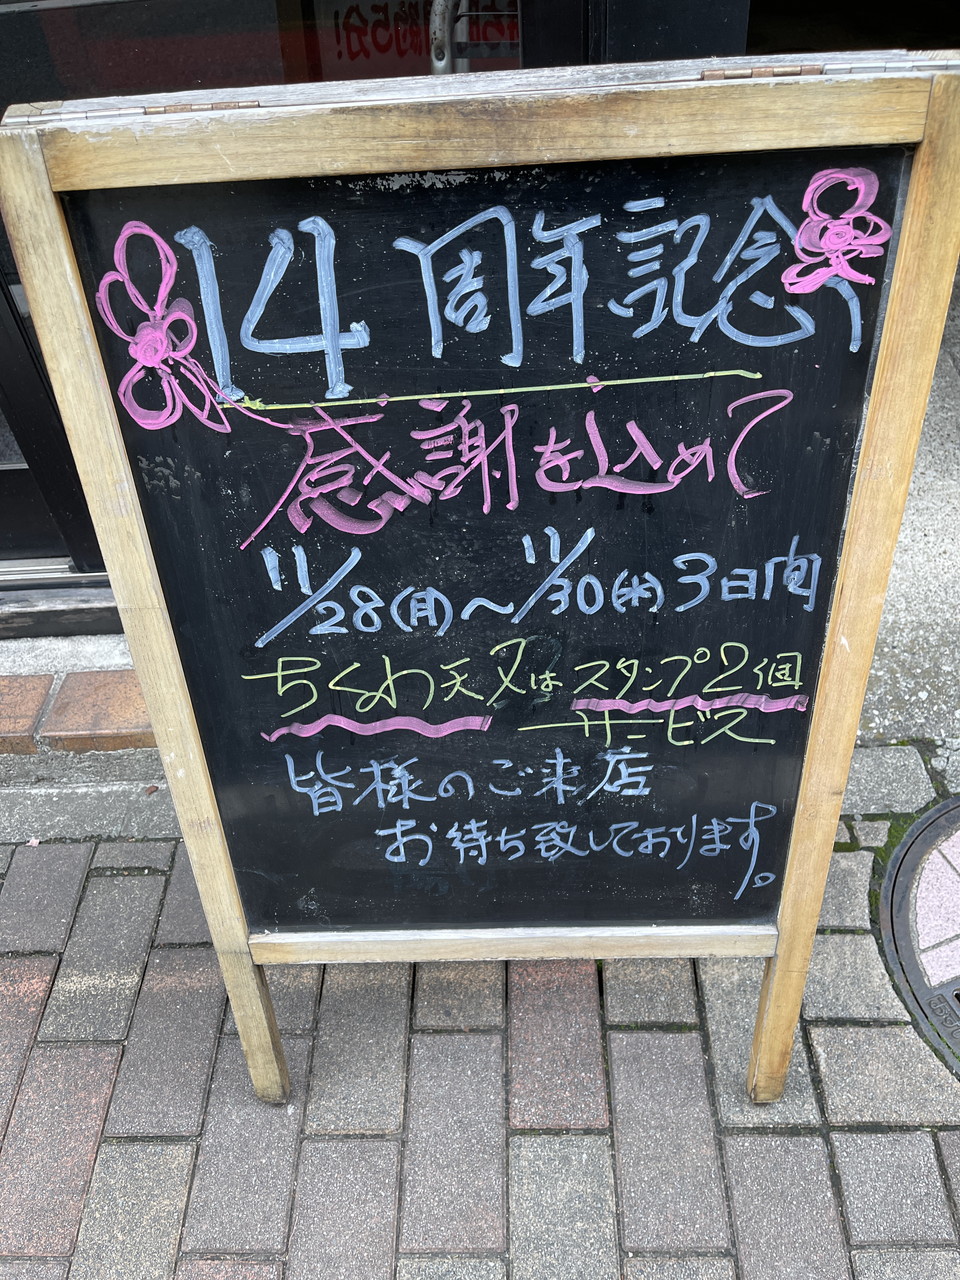 14周年記念
感謝を込めて
11/28(月)～11/30(水)3日間
ちくわ天又はスタンプ2個
サービス
皆様のご来店
お待ち致しております。